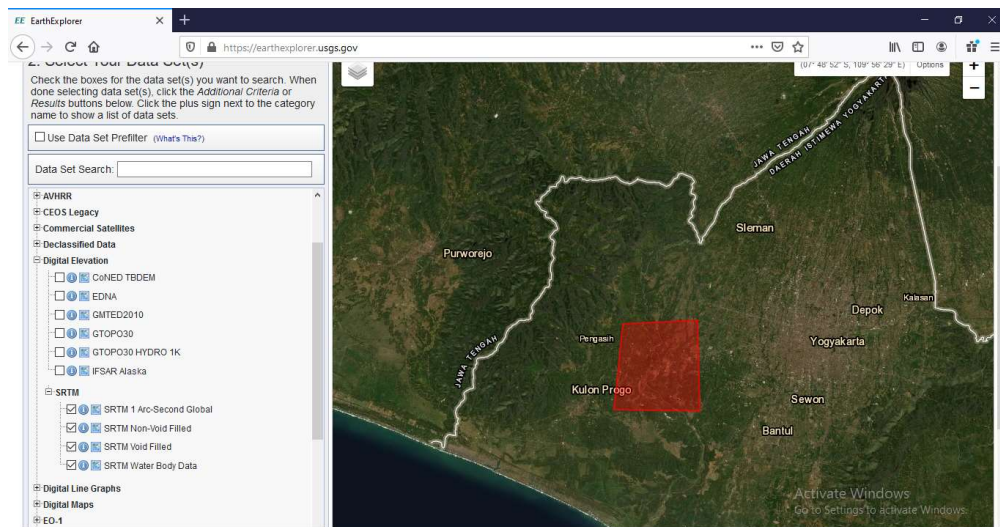 EE EarthExplorer
https://earthexplorer.usgs.gov
2. Select Your Data Set(s)
Check the boxes for the data set(s) you want to search. When
done selecting data set(s), click the Additional Criteria or
Results buttons below. Click the plus sign next to the category
name to show a list of data sets.
Use Data Set Prefilter (What's This?)
Data Set Search:
AVHRR
CEOS Legacy
Commercial Satellites
Declassified Data
Digital Elevation
CoNED TBDEM
EDNA
GMTED2010
GTOPO30
GTOPO30 HYDRO 1K
IFSAR Alaska
SRTM
SRTM 1 Arc-Second Global
SRTM Non-Void Filled
SRTM Void Filled
SRTM Water Body Data
Digital Line Graphs
Digital Maps
EO-1
(07° 48' 52" S, 109° 56' 29" E) Options
JAWA TENGAH
DAERAH ISTIMEWA YOGYAKARTA
Sleman
Purworejo
Kalasan
Depok
Pengasih
Yogyakarta
JAWA TENGAH
Kulon Progo
Sewon
Bantul
Activate Windows
Go to Settings to activate Windows.